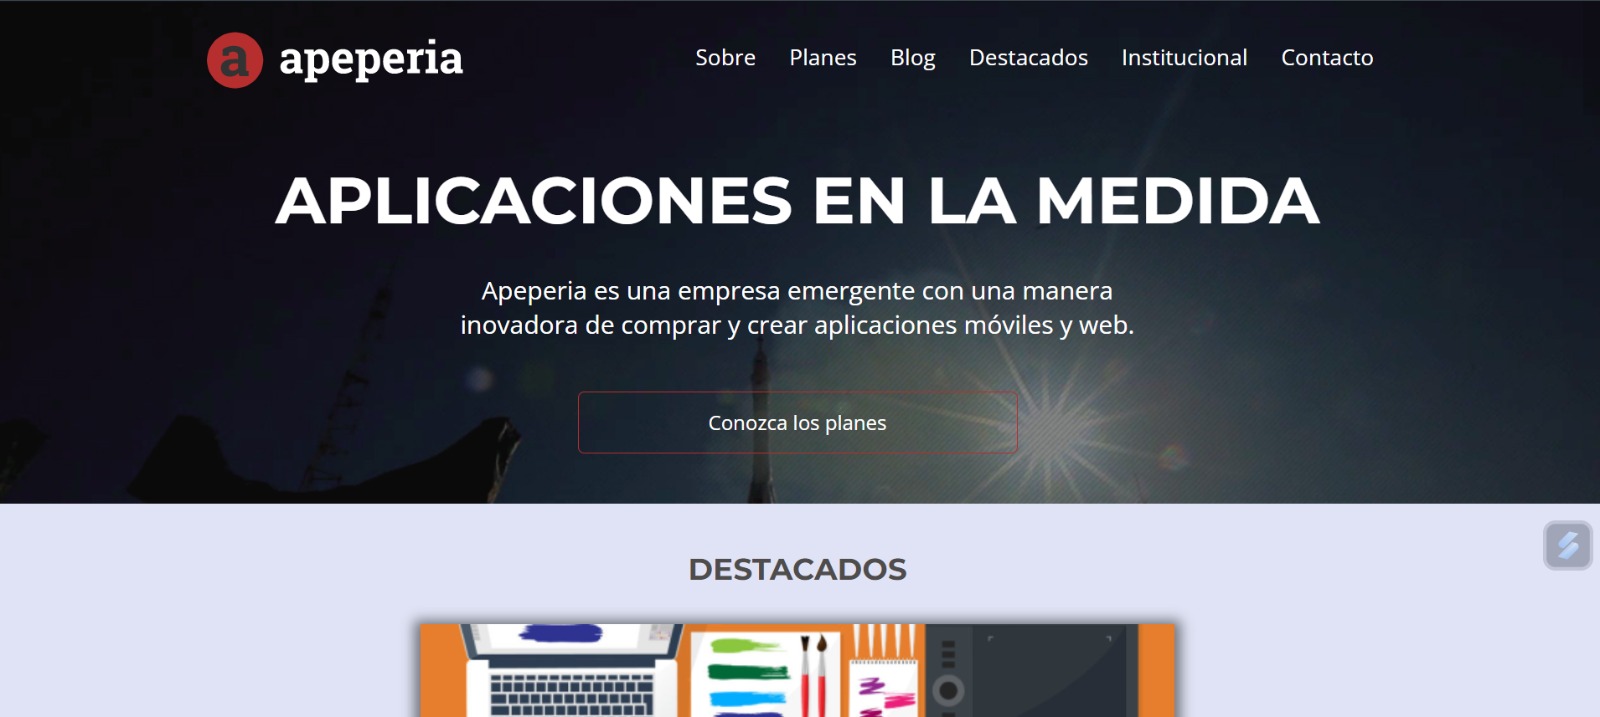 a apeperia
Sobre Planes Blog Destacados Institucional Contacto
APLICACIONES EN LA MEDIDA
Apeperia es una empresa emergente con una manera
inovadora de comprar y crear aplicaciones móviles y web.
Conozca los planes
DESTACADOS